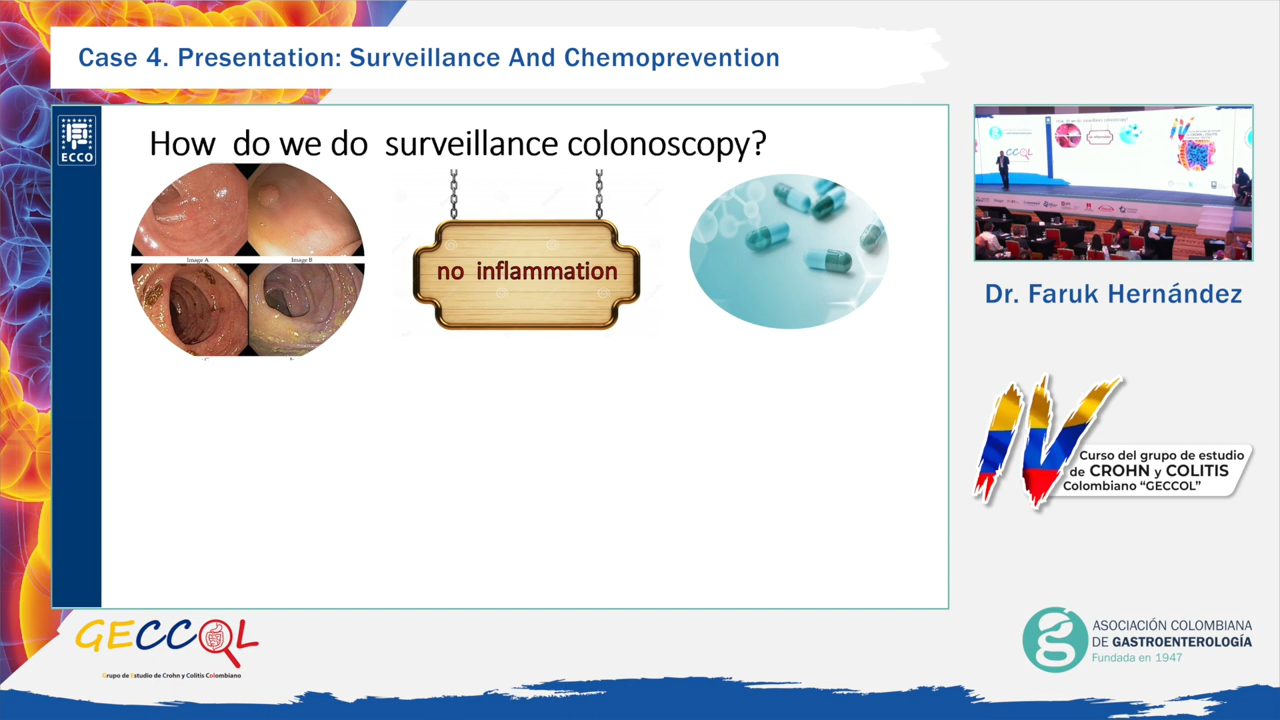 Case 4. Presentation: Surveillance And Chemoprevention
ECCO
How do we do surveillance colonoscopy?
Image A
Image B
no inflammation
Dr. Faruk Hernández
IV
Curso del grupo de estudio
de CROHN y COLITIS
Colombiano “GECCOL”
GECCOL
Grupo de Estudio de Crohn y Colitis Colombiano
ASOCIACIÓN COLOMBIANA
DE GASTROENTEROLOGÍA
Fundada en 1947